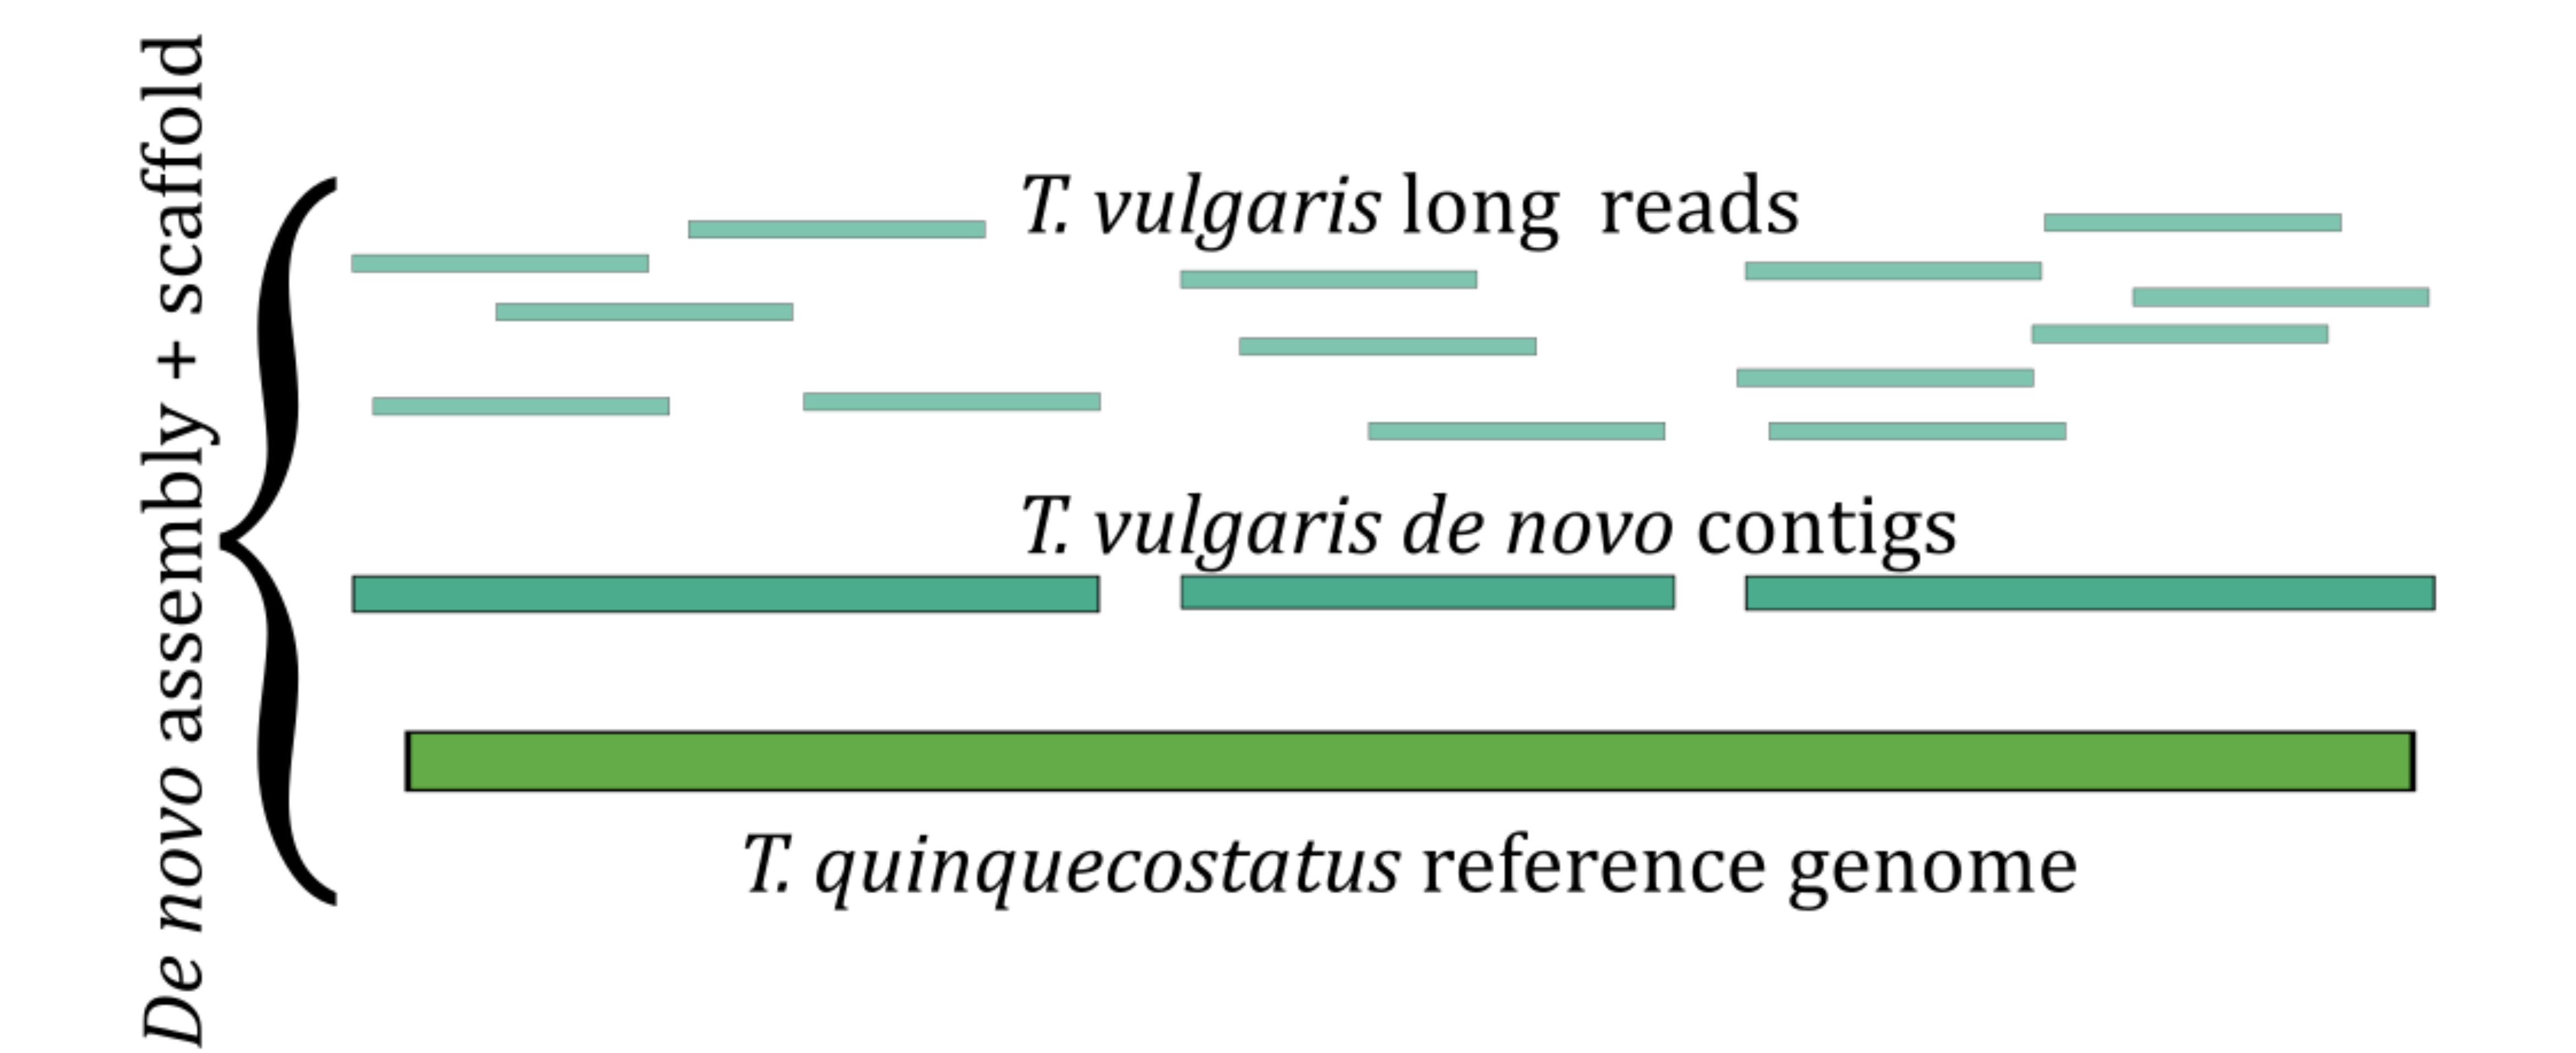 De novo assembly + scaffold
T. vulgaris long reads
T. vulgaris de novo contigs
T. quinquecostatus reference genome